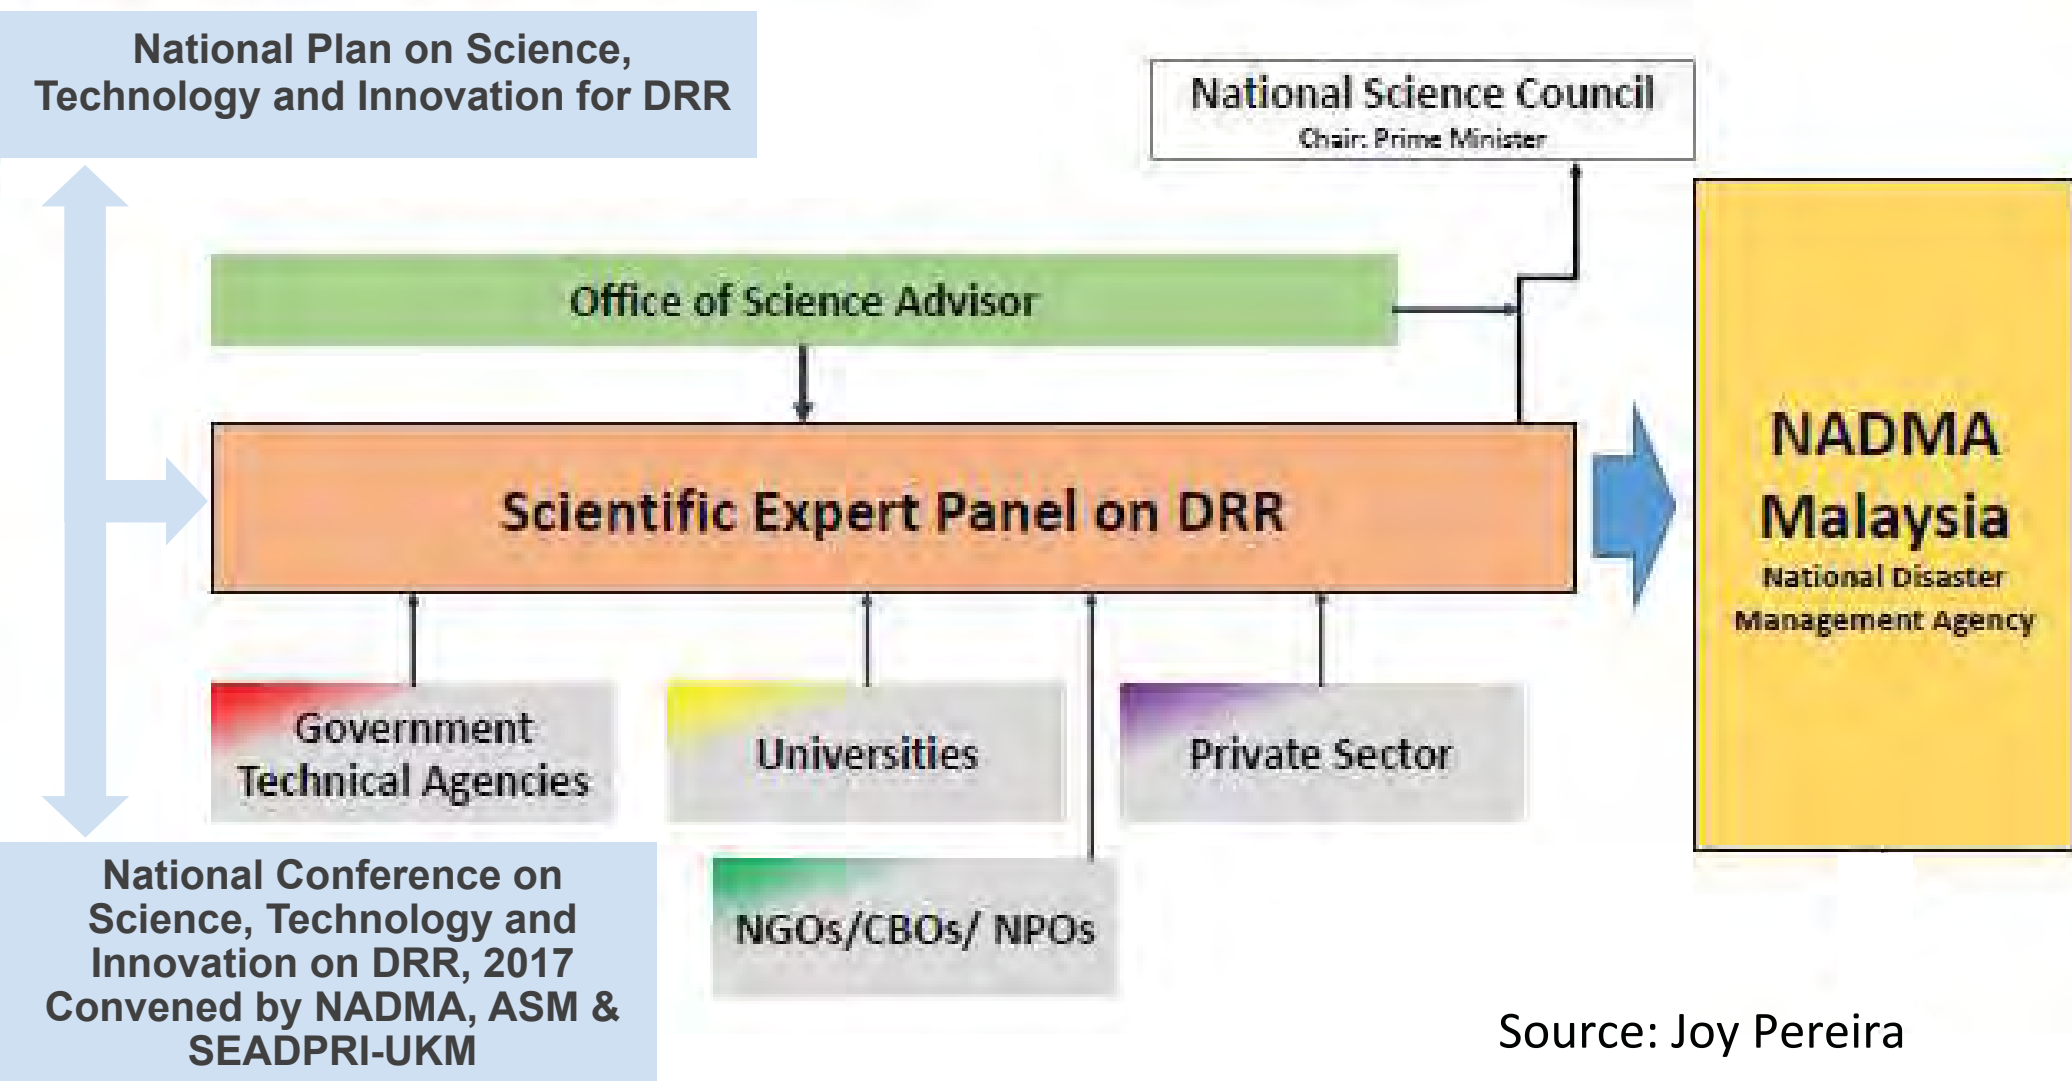 National Plan on Science,
Technology and Innovation for DRR
National Science Council
Chair: Prime Minister
Office of Science Advisor
Scientific Expert Panel on DRR
NADMA
Malaysia
National Disaster
Management Agency
Government
Technical Agencies
Universities
Private Sector
NGOs/CBOs/ NPOs
National Conference on
Science, Technology and
Innovation on DRR, 2017
Convened by NADMA, ASM &
SEADPRI-UKM
Source: Joy Pereira